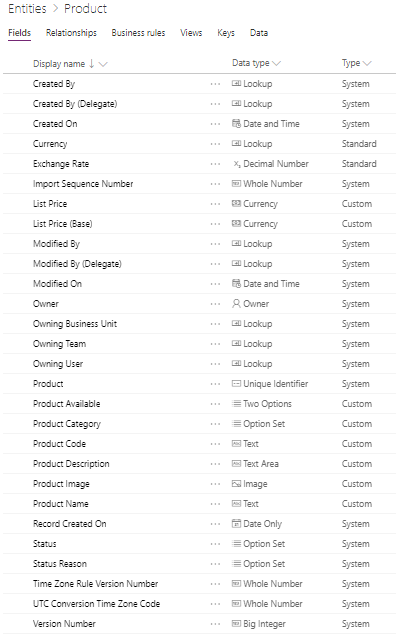 Entities > Product
Fields Relationships Business rules Views Keys Data
Display name ↓ Data type Type
Created By ··· Lookup System
Created By (Delegate) ··· Lookup System
Created On ··· Date and Time System
Currency ··· Lookup Standard
Exchange Rate ··· Decimal Number Standard
Import Sequence Number ··· Whole Number System
List Price ··· Currency Custom
List Price (Base) ··· Currency Custom
Modified By ··· Lookup System
Modified By (Delegate) ··· Lookup System
Modified On ··· Date and Time System
Owner ··· Owner System
Owning Business Unit ··· Lookup System
Owning Team ··· Lookup System
Owning User ··· Lookup System
Product ··· Unique Identifier System
Product Available ··· Two Options Custom
Product Category ··· Option Set Custom
Product Code ··· Text Custom
Product Description ··· Text Area Custom
Product Image ··· Image Custom
Product Name ··· Text Custom
Record Created On ··· Date Only System
Status ··· Option Set System
Status Reason ··· Option Set System
Time Zone Rule Version Number ··· Whole Number System
UTC Conversion Time Zone Code ··· Whole Number System
Version Number ··· Big Integer System